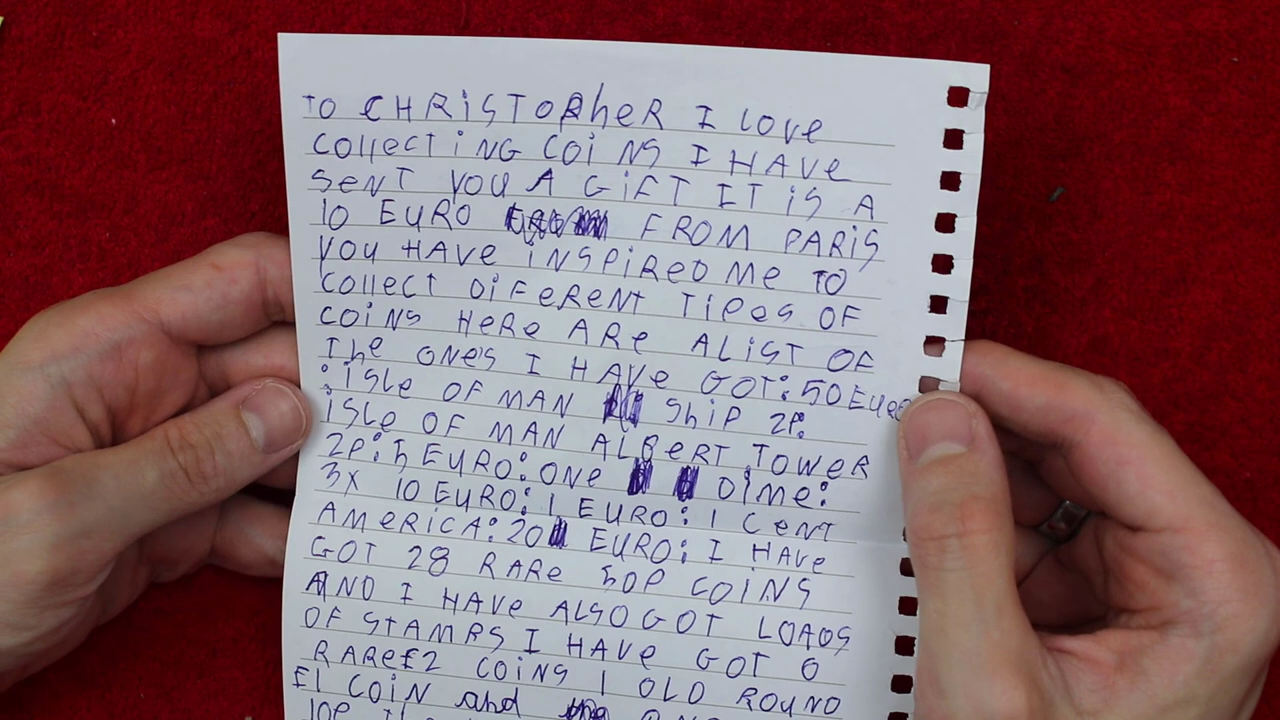 TO CHRiSTOPheR I Love
collecTiNG COiNS I HAVe
SeNT YOU A GiFT IT iS A
10 EURO FROM PARiS
YOU HAVE iNSPiReD Me TO
COllecT DiFeReNT TiPeS OF
COiNS HeRe ARe ALiST OF
The ONe'S I HAVe GOT: 50 EURO
: iSle OF MAN ShiP 2P:
iSle OF MAN ALBERT TOWeR
2P: 5 EURO: ONe DiMe:
3X 10 EURO: 1 EURO: 1 CeNT
AMeRiCA: 20 EURO: I HAVe
GOT 28 RARe 50P COiNS
AND I HAVe ALSO GOT LOADS
OF STAMPS I HAVe GOT 0
RARe £2 COiNS 1 OLD ROUND
£1 COiN and
10P